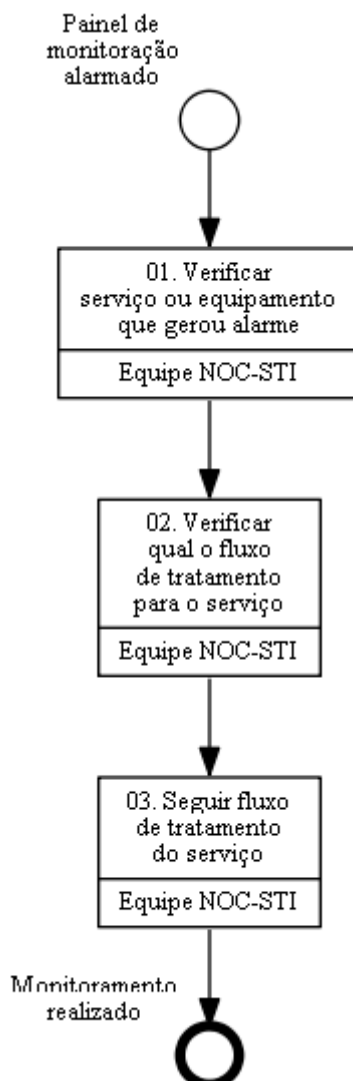 Painel de
monitoração
alarmado
01. Verificar
serviço ou equipamento
que gerou alarme
Equipe NOC-STI
02. Verificar
qual o fluxo
de tratamento
para o serviço
Equipe NOC-STI
03. Seguir fluxo
de tratamento
do serviço
Equipe NOC-STI
Monitoramento
realizado